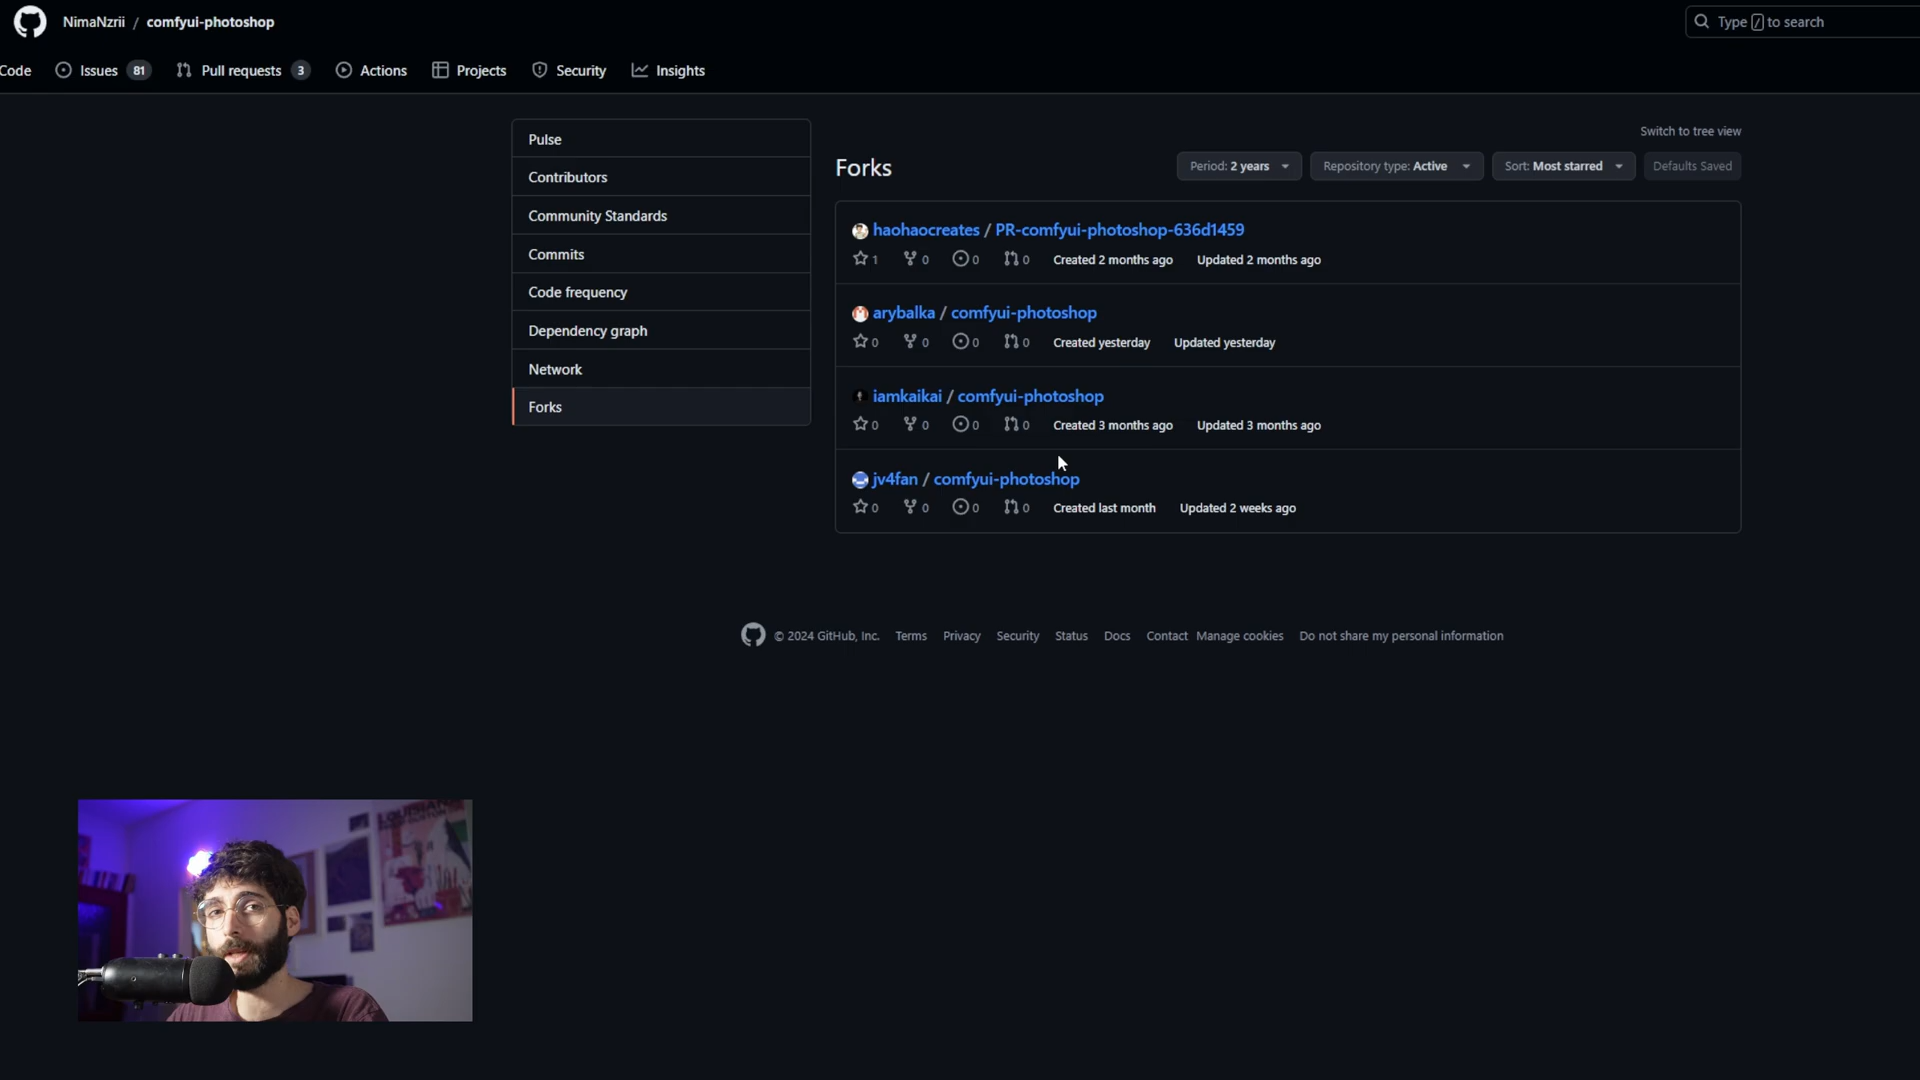 NimaNzrii / comfyui-photoshop
Type / to search
Code
Issues 81
Pull requests 3
Actions
Projects
Security
Insights
Pulse
Contributors
Community Standards
Commits
Code frequency
Dependency graph
Network
Forks
Switch to tree view
Forks
Period: 2 years
Repository type: Active
Sort: Most starred
Defaults Saved
haohaocreates / PR-comfyui-photoshop-636d1459
1 0 0 0 Created 2 months ago Updated 2 months ago
arybalka / comfyui-photoshop
0 0 0 0 Created yesterday Updated yesterday
iamkaikai / comfyui-photoshop
0 0 0 0 Created 3 months ago Updated 3 months ago
jv4fan / comfyui-photoshop
0 0 0 0 Created last month Updated 2 weeks ago
© 2024 GitHub, Inc. Terms Privacy Security Status Docs Contact Manage cookies Do not share my personal information